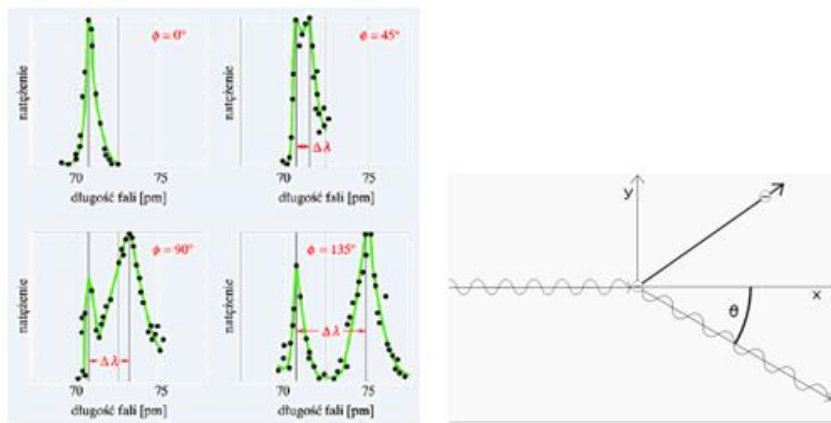 ϕ = 0°
natężenie
70 75
długość fali [pm]
ϕ = 45°
natężenie
Δλ
70 75
długość fali [pm]
ϕ = 90°
natężenie
Δλ
70 75
długość fali [pm]
ϕ = 135°
natężenie
Δλ
70 75
długość fali [pm]
y
x
θ